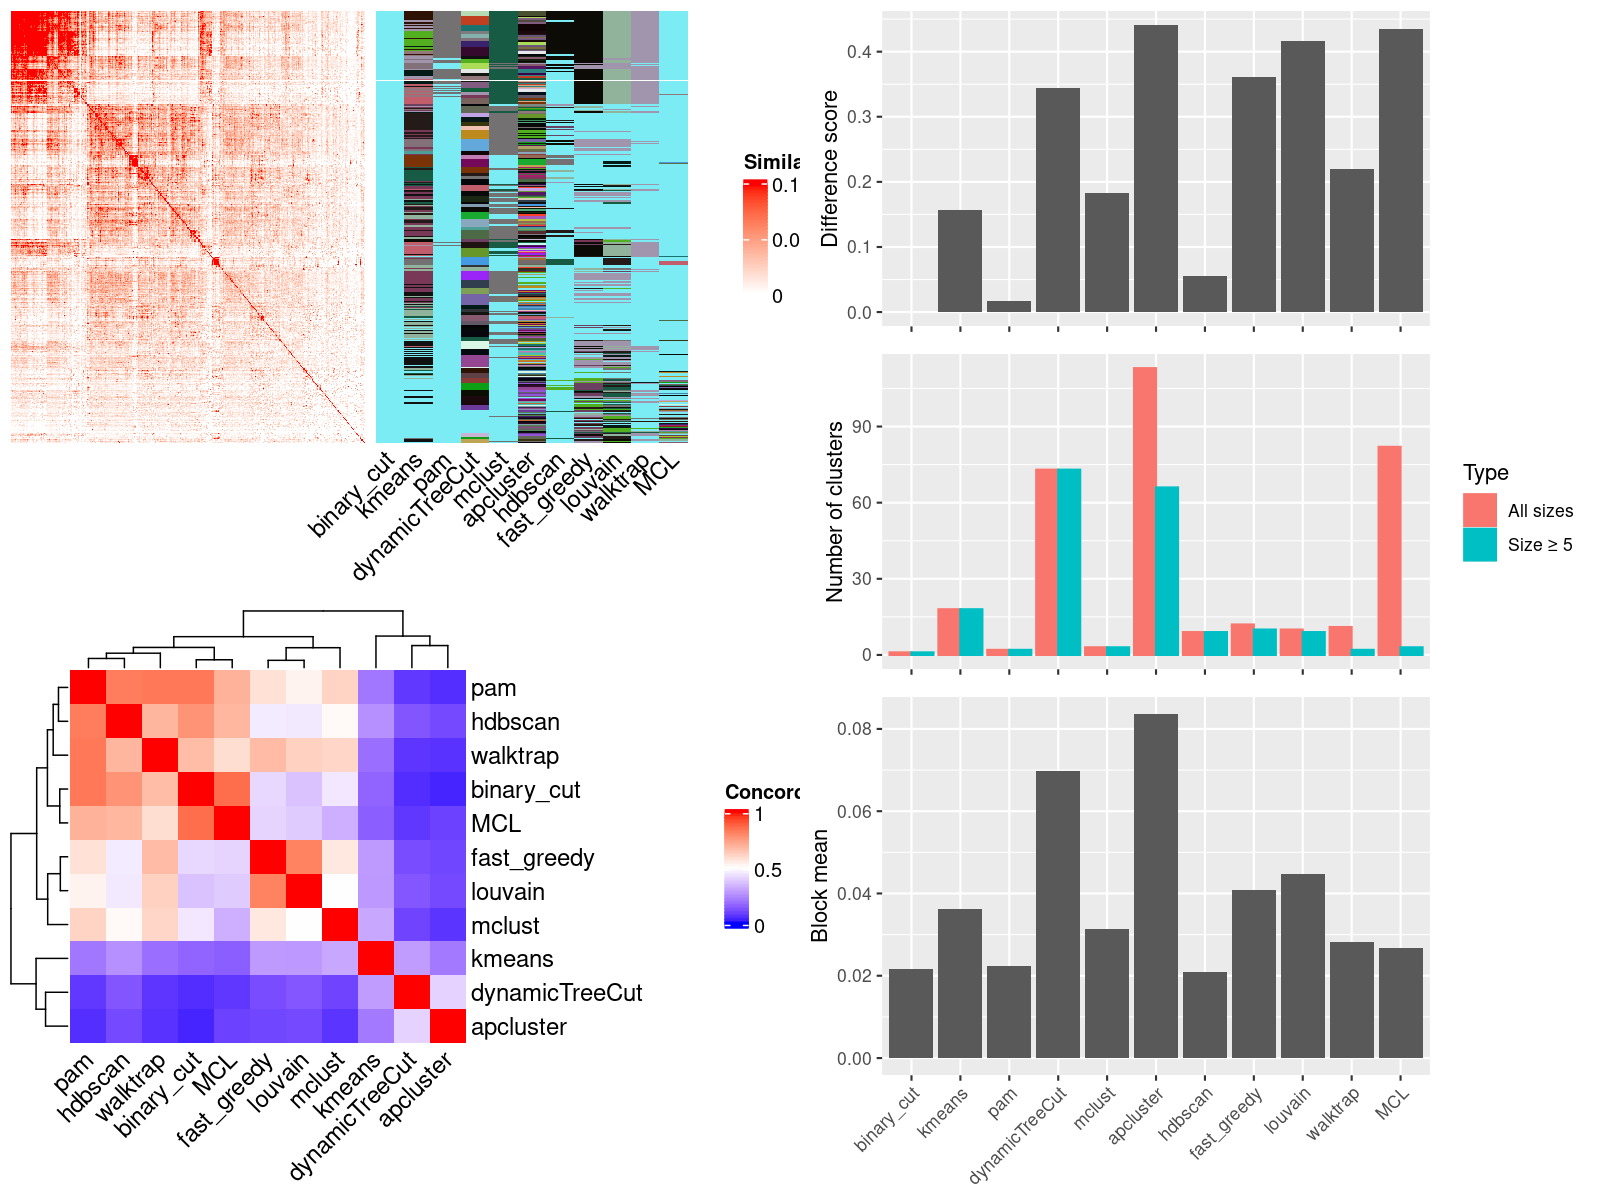 Simila
0.1
0.0
0
binary_cut
kmeans
pam
dynamicTreeCut
mclust
apcluster
hdbscan
fast_greedy
louvain
walktrap
MCL
pam
hdbscan
walktrap
binary_cut
MCL
fast_greedy
louvain
mclust
kmeans
dynamicTreeCut
apcluster
pam
hdbscan
walktrap
binary_cut
MCL
fast_greedy
louvain
mclust
kmeans
dynamicTreeCut
apcluster
Concord
1
0.5
0
Difference score
0.4
0.3
0.2
0.1
0.0
Number of clusters
90
60
30
0
Type
All sizes
Size ≥ 5
Block mean
0.08
0.06
0.04
0.02
0.00
binary_cut
kmeans
pam
dynamicTreeCut
mclust
apcluster
hdbscan
fast_greedy
louvain
walktrap
MCL